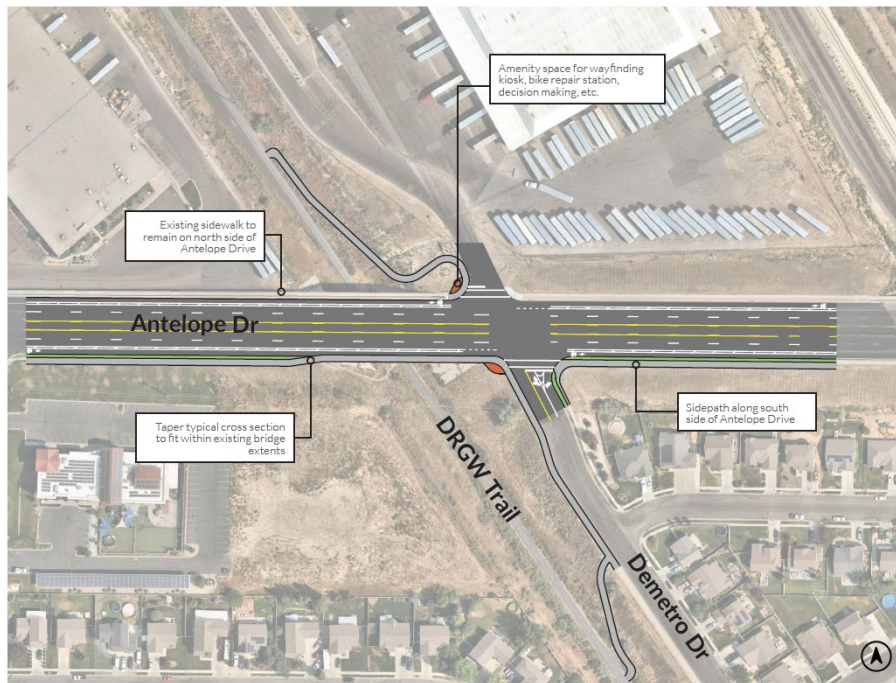 Amenity space for wayfinding
kiosk, bike repair station,
decision making, etc.
Existing sidewalk to
remain on north side of
Antelope Drive
Antelope Dr
Taper typical cross section
to fit within existing bridge
extents
Sidepath along south
side of Antelope Drive
DRGW Trail
Demetro Dr